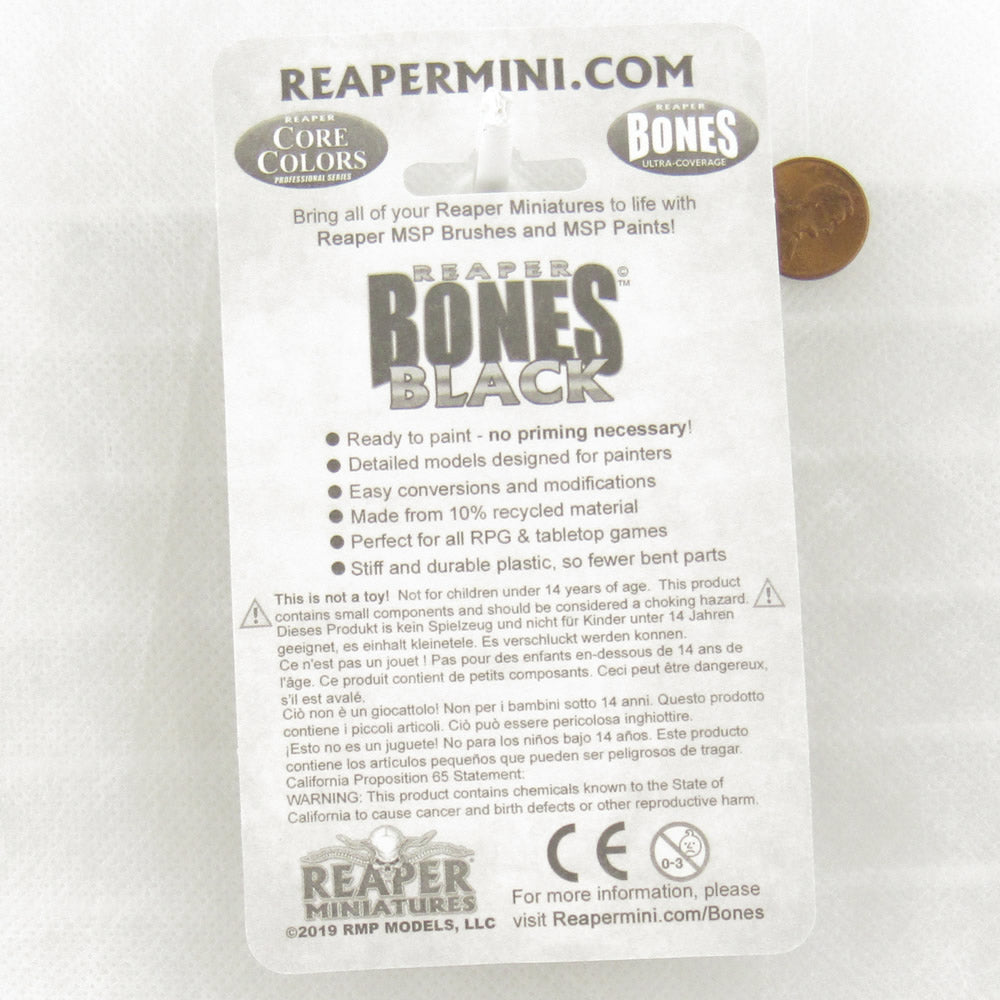 REAPERMINI.COM
REAPER
CORE
COLORS
PROFESSIONAL SERIES
REAPER
BONES
ULTRA-COVERAGE
Bring all of your Reaper Miniatures to life with
Reaper MSP Brushes and MSP Paints!
REAPER
BONES
BLACK
©
™
● Ready to paint - no priming necessary!
● Detailed models designed for painters
● Easy conversions and modifications
● Made from 10% recycled material
● Perfect for all RPG & tabletop games
● Stiff and durable plastic, so fewer bent parts
This is not a toy! Not for children under 14 years of age. This product
contains small components and should be considered a choking hazard.
Dieses Produkt is kein Spielzeug und nicht für Kinder unter 14 Jahren
geeignet, es einhalt kleinetele. Es verschluckt werden konnen.
Ce n'est pas un jouet ! Pas pour des enfants en-dessous de 14 ans de
l'âge. Ce produit contient de petits composants. Ceci peut être dangereux,
s'il est avalé.
Ciò non è un giocattolo! Non per i bambini sotto 14 anni. Questo prodotto
contiene i piccoli articoli. Ciò può essere pericolosa inghiottire.
¡Esto no es un juguete! No para los niños bajo 14 años. Este producto
contiene los artículos pequeños que pueden ser peligrosos de tragar.
California Proposition 65 Statement:
WARNING: This product contains chemicals known to the State of
California to cause cancer and birth defects or other reproductive harm.
REAPER
MINIATURES
©2019 RMP MODELS, LLC
CE
0-3
For more information, please
visit Reapermini.com/Bones